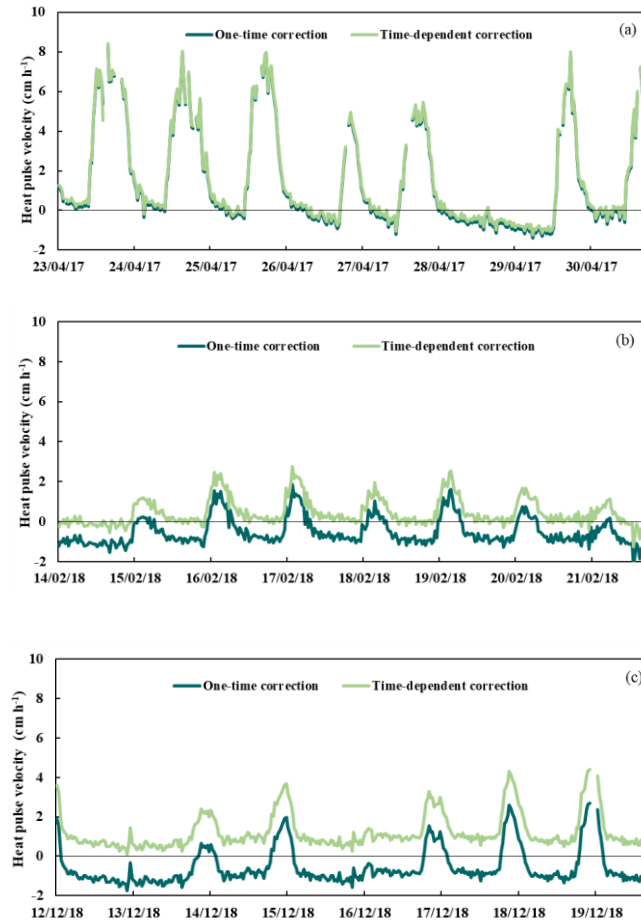 10
One-time correction
Time-dependent correction
(a)
8
6
4
2
0
-2
Heat pulse velocity (cm h-1)
23/04/17 24/04/17 25/04/17 26/04/17 27/04/17 28/04/17 29/04/17 30/04/17
10
One-time correction
Time-dependent correction
(b)
8
6
4
2
0
-2
Heat pulse velocity (cm h-1)
14/02/18 15/02/18 16/02/18 17/02/18 18/02/18 19/02/18 20/02/18 21/02/18
10
One-time correction
Time-dependent correction
(c)
8
6
4
2
0
-2
Heat pulse velocity (cm h-1)
12/12/18 13/12/18 14/12/18 15/12/18 16/12/18 17/12/18 18/12/18 19/12/18